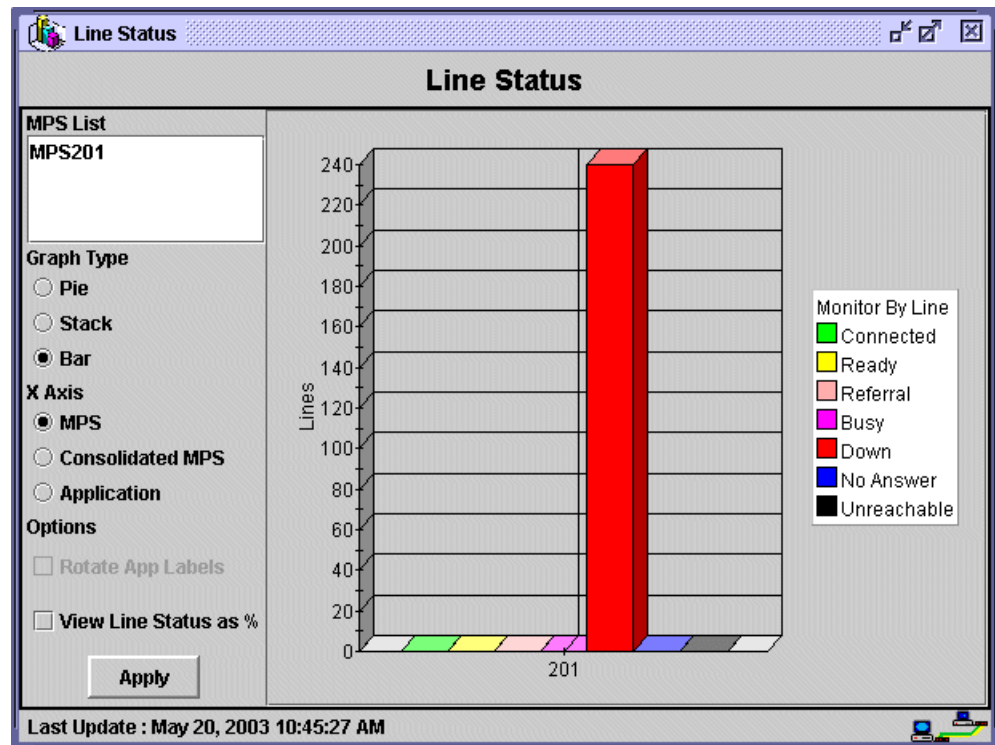 Line Status
Line Status
MPS List
MPS201
Graph Type
Pie
Stack
Bar
X Axis
MPS
Consolidated MPS
Application
Options
Rotate App Labels
View Line Status as %
Apply
Lines
240
220
200
180
160
140
120
100
80
60
40
20
0
201
Monitor By Line
Connected
Ready
Referral
Busy
Down
No Answer
Unreachable
Last Update : May 20, 2003 10:45:27 AM